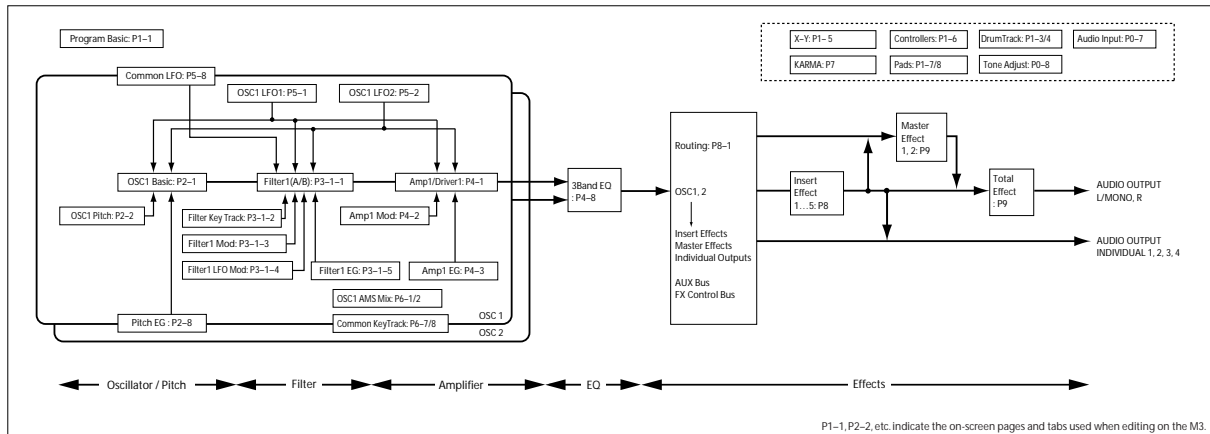 Program Basic: P1–1
X–Y: P1– 5
Controllers: P1–6
DrumTrack: P1–3/4
Audio Input: P0–7
KARMA: P7
Pads: P1–7/8
Tone Adjust: P0–8
Common LFO: P5–8
OSC1 LFO1: P5–1
OSC1 LFO2: P5–2
OSC1 Basic: P2–1
Filter1(A/B): P3–1–1
Amp1/Driver1: P4–1
OSC1 Pitch: P2–2
Filter Key Track: P3–1–2
Amp1 Mod: P4–2
Filter1 Mod: P3–1–3
Filter1 LFO Mod: P3–1–4
Filter1 EG: P3–1–5
Amp1 EG: P4–3
OSC1 AMS Mix: P6–1/2
Pitch EG : P2–8
Common KeyTrack: P6–7/8
OSC 1
OSC 2
3Band EQ
: P4–8
Routing: P8–1
OSC1, 2
Insert Effects
Master Effects
Individual Outputs
AUX Bus
FX Control Bus
Insert
Effect
1…5: P8
Master
Effect
1, 2: P9
Total
Effect
: P9
AUDIO OUTPUT
L/MONO, R
AUDIO OUTPUT
INDIVIDUAL 1, 2, 3, 4
Oscillator / Pitch
Filter
Amplifier
EQ
Effects
P1–1, P2–2, etc. indicate the on-screen pages and tabs used when editing on the M3.